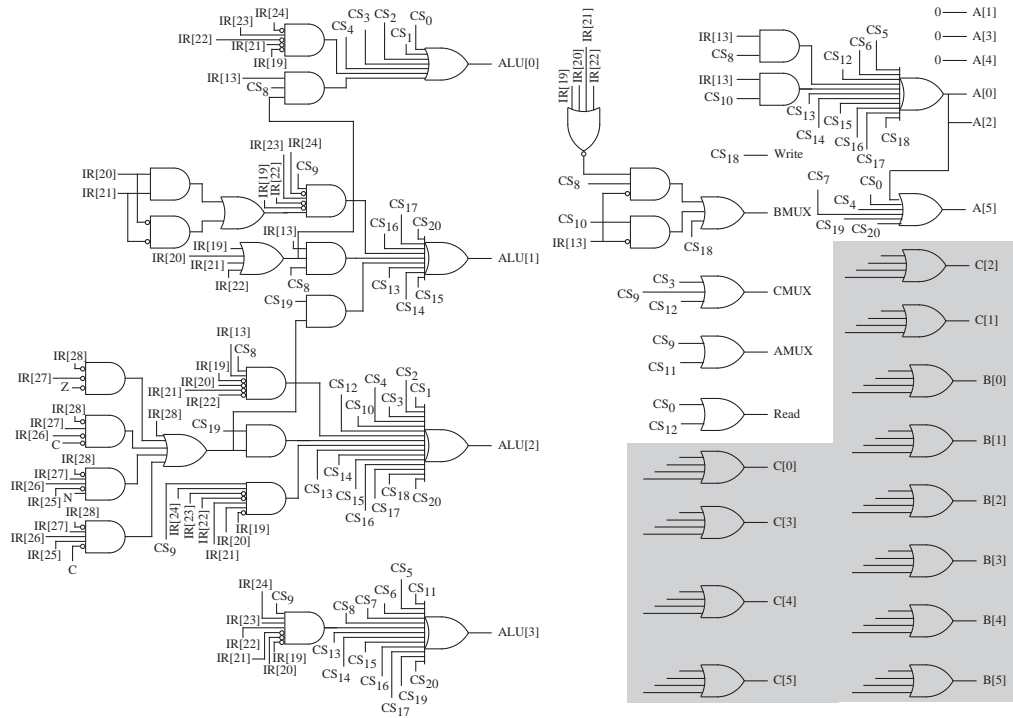 IR[24]
IR[23]
IR[22]
IR[21]
IR[19]
CS4
CS3
CS2
CS1
CS0
ALU[0]
IR[13]
CS8
IR[20]
IR[21]
IR[23]
IR[24]
CS9
IR[19]
IR[22]
IR[19]
IR[20]
IR[21]
IR[22]
IR[13]
CS8
CS17
CS16
CS20
ALU[1]
CS13
CS15
CS14
CS19
IR[13]
CS8
IR[19]
IR[20]
IR[21]
IR[22]
IR[28]
IR[27]
Z
IR[28]
IR[27]
IR[26]
C
IR[28]
IR[27]
IR[26]
IR[25]
N
IR[28]
IR[27]
IR[26]
IR[25]
C
IR[28]
CS19
CS9
IR[24]
IR[23]
IR[22]
IR[21]
IR[20]
IR[19]
CS12
CS10
CS4
CS3
CS2
CS1
ALU[2]
CS13
CS14
CS15
CS16
CS17
CS18
CS20
IR[24]
CS9
IR[23]
IR[22]
IR[21]
IR[20]
IR[19]
CS8
CS7
CS6
CS5
CS11
ALU[3]
CS13
CS14
CS15
CS16
CS17
CS19
CS20
IR[21]
IR[19]
IR[20]
IR[22]
CS8
CS10
IR[13]
CS18
BMUX
IR[13]
CS8
IR[13]
CS10
CS12
CS6
CS5
CS13
CS14
CS15
CS16
CS17
CS18
0 A[1]
0 A[3]
0 A[4]
A[0]
A[2]
CS18 Write
CS7
CS0
CS4
CS19
CS20
A[5]
CS3
CS9
CS12
CMUX
CS9
CS11
AMUX
CS0
CS12
Read
C[2]
C[1]
B[0]
B[1]
C[0]
B[2]
C[3]
B[3]
C[4]
B[4]
C[5]
B[5]